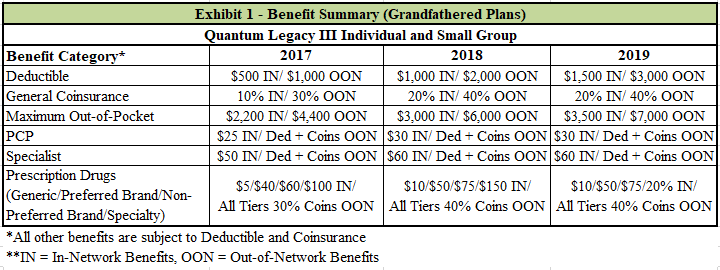 Exhibit 1 - Benefit Summary (Grandfathered Plans)
Quantum Legacy III Individual and Small Group
Benefit Category* 2017 2018 2019
Deductible $500 IN/ $1,000 OON $1,000 IN/ $2,000 OON $1,500 IN/ $3,000 OON
General Coinsurance 10% IN/ 30% OON 20% IN/ 40% OON 20% IN/ 40% OON
Maximum Out-of-Pocket $2,200 IN/ $4,400 OON $3,000 IN/ $6,000 OON $3,500 IN/ $7,000 OON
PCP $25 IN/ Ded + Coins OON $30 IN/ Ded + Coins OON $30 IN/ Ded + Coins OON
Specialist $50 IN/ Ded + Coins OON $60 IN/ Ded + Coins OON $60 IN/ Ded + Coins OON
Prescription Drugs
(Generic/Preferred Brand/Non-
Preferred Brand/Specialty)
$5/$40/$60/$100 IN/
All Tiers 30% Coins OON
$10/$50/$75/$150 IN/
All Tiers 40% Coins OON
$10/$50/$75/20% IN/
All Tiers 40% Coins OON
*All other benefits are subject to Deductible and Coinsurance
**IN = In-Network Benefits, OON = Out-of-Network Benefits